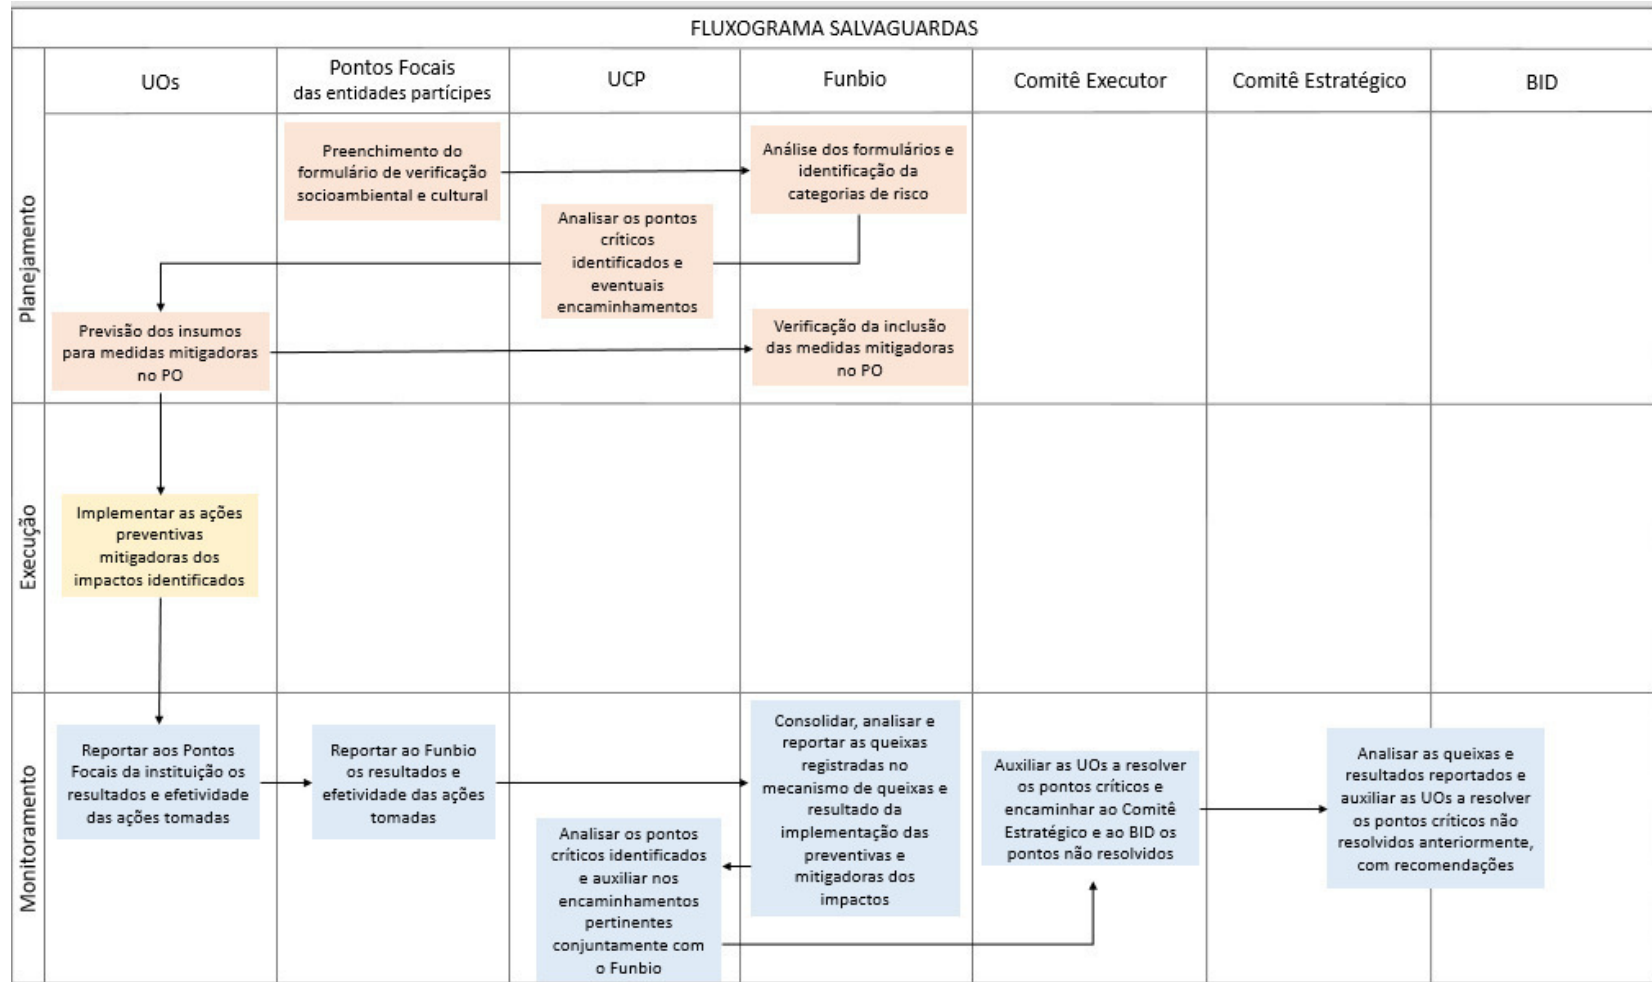 FLUXOGRAMA SALVAGUARDAS
UOs
Pontos Focais
das entidades partícipes
UCP
Funbio
Comitê Executor
Comitê Estratégico
BID
Planejamento
Preenchimento do
formulário de verificação
socioambiental e cultural
Análise dos formulários e
identificação da
categorias de risco
Analisar os pontos
críticos
identificados e
eventuais
encaminhamentos
Previsão dos insumos
para medidas mitigadoras
no PO
Verificação da inclusão
das medidas mitigadoras
no PO
Execução
Implementar as ações
preventivas
mitigadoras dos
impactos identificados
Monitoramento
Reportar aos Pontos
Focais da instituição os
resultados e efetividade
das ações tomadas
Reportar ao Funbio
os resultados e
efetividade das ações
tomadas
Consolidar, analisar e
reportar as queixas
registradas no
mecanismo de queixas e
resultado da
implementação das
preventivas e
mitigadoras dos
impactos
Analisar os pontos
críticos identificados
e auxiliar nos
encaminhamentos
pertinentes
conjuntamente com
o Funbio
Auxiliar as UOs a resolver
os pontos críticos e
encaminhar ao Comitê
Estratégico e ao BID os
pontos não resolvidos
Analisar as queixas e
resultados reportados e
auxiliar as UOs a resolver
os pontos críticos não
resolvidos anteriormente,
com recomendações